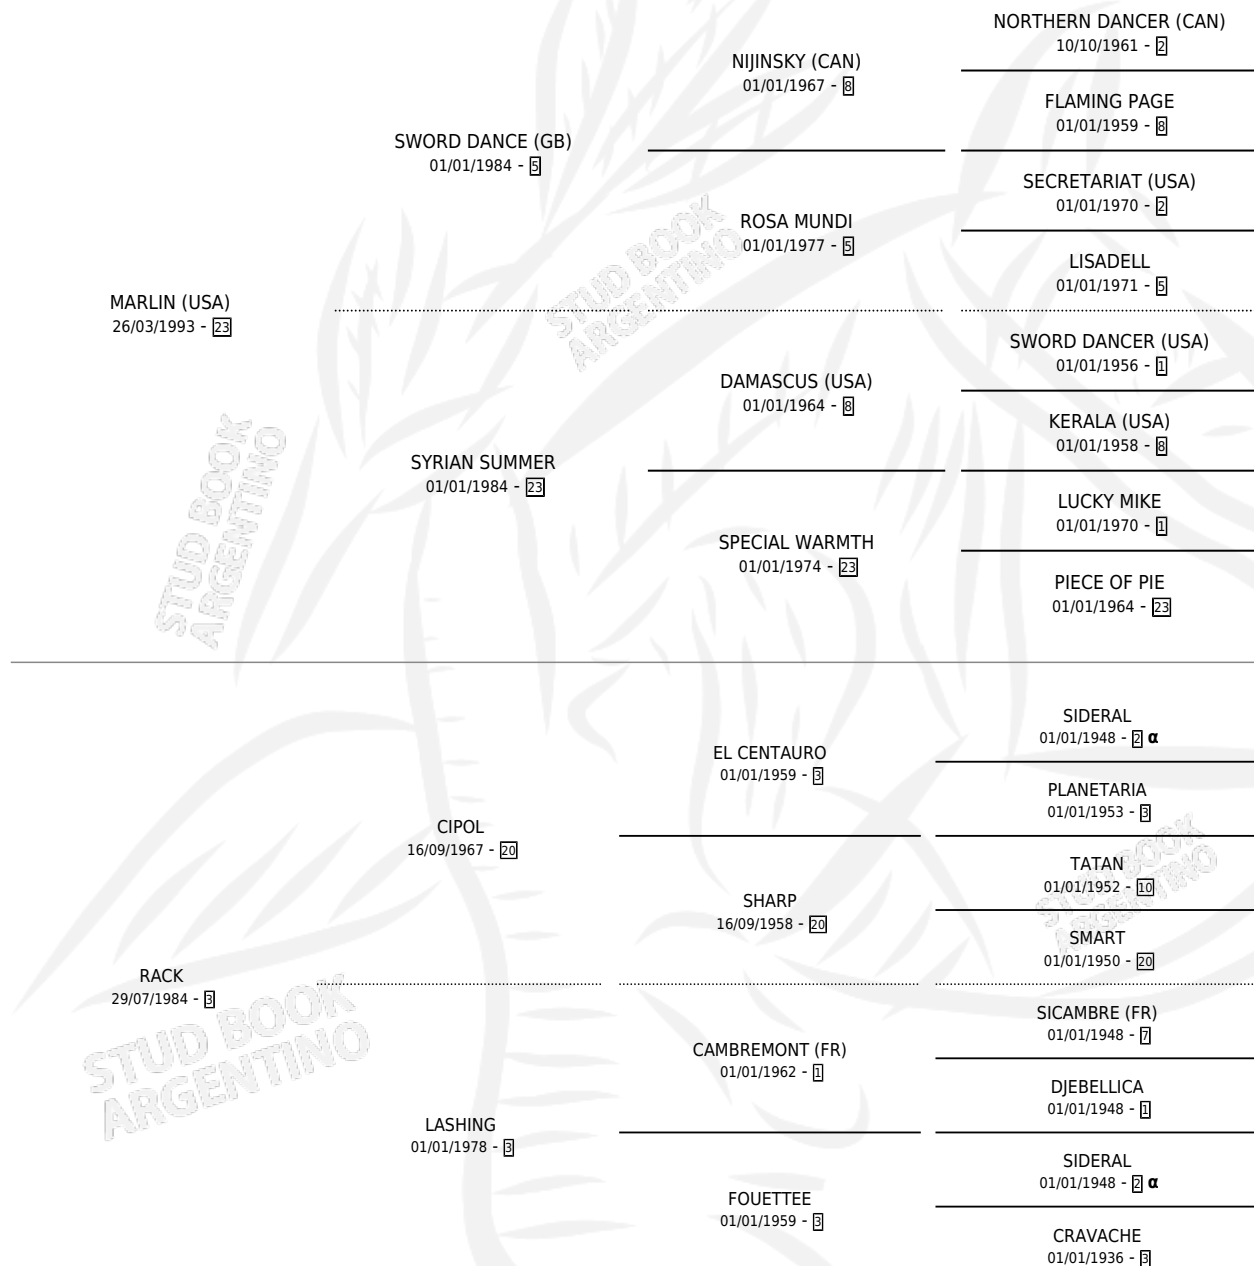 NORTHERN DANCER (CAN)
10/10/1961 - 2
NIJINSKY (CAN)
01/01/1967 - 8
FLAMING PAGE
01/01/1959 - 8
SWORD DANCE (GB)
01/01/1984 - 5
SECRETARIAT (USA)
01/01/1970 - 2
ROSA MUNDI
01/01/1977 - 5
LISADELL
01/01/1971 - 5
MARLIN (USA)
26/03/1993 - 23
SWORD DANCER (USA)
01/01/1956 - 1
DAMASCUS (USA)
01/01/1964 - 8
KERALA (USA)
01/01/1958 - 8
SYRIAN SUMMER
01/01/1984 - 23
LUCKY MIKE
01/01/1970 - 1
SPECIAL WARMTH
01/01/1974 - 23
PIECE OF PIE
01/01/1964 - 23
SIDERAL
01/01/1948 - 2 α
EL CENTAURO
01/01/1959 - 3
PLANETARIA
01/01/1953 - 3
CIPOL
16/09/1967 - 20
TATAN
01/01/1952 - 10
SHARP
16/09/1958 - 20
SMART
01/01/1950 - 20
RACK
29/07/1984 - 3
SICAMBRE (FR)
01/01/1948 - 7
CAMBREMONT (FR)
01/01/1962 - 1
DJEBELLICA
01/01/1948 - 1
LASHING
01/01/1978 - 3
SIDERAL
01/01/1948 - 2 α
FOUETTEE
01/01/1959 - 3
CRAVACHE
01/01/1936 - 3
STUD BOOK
ARGENTINO
STUD BOOK
ARGENTINO
STUD BOOK
ARGENTINO
STUD BOOK
ARGENTINO